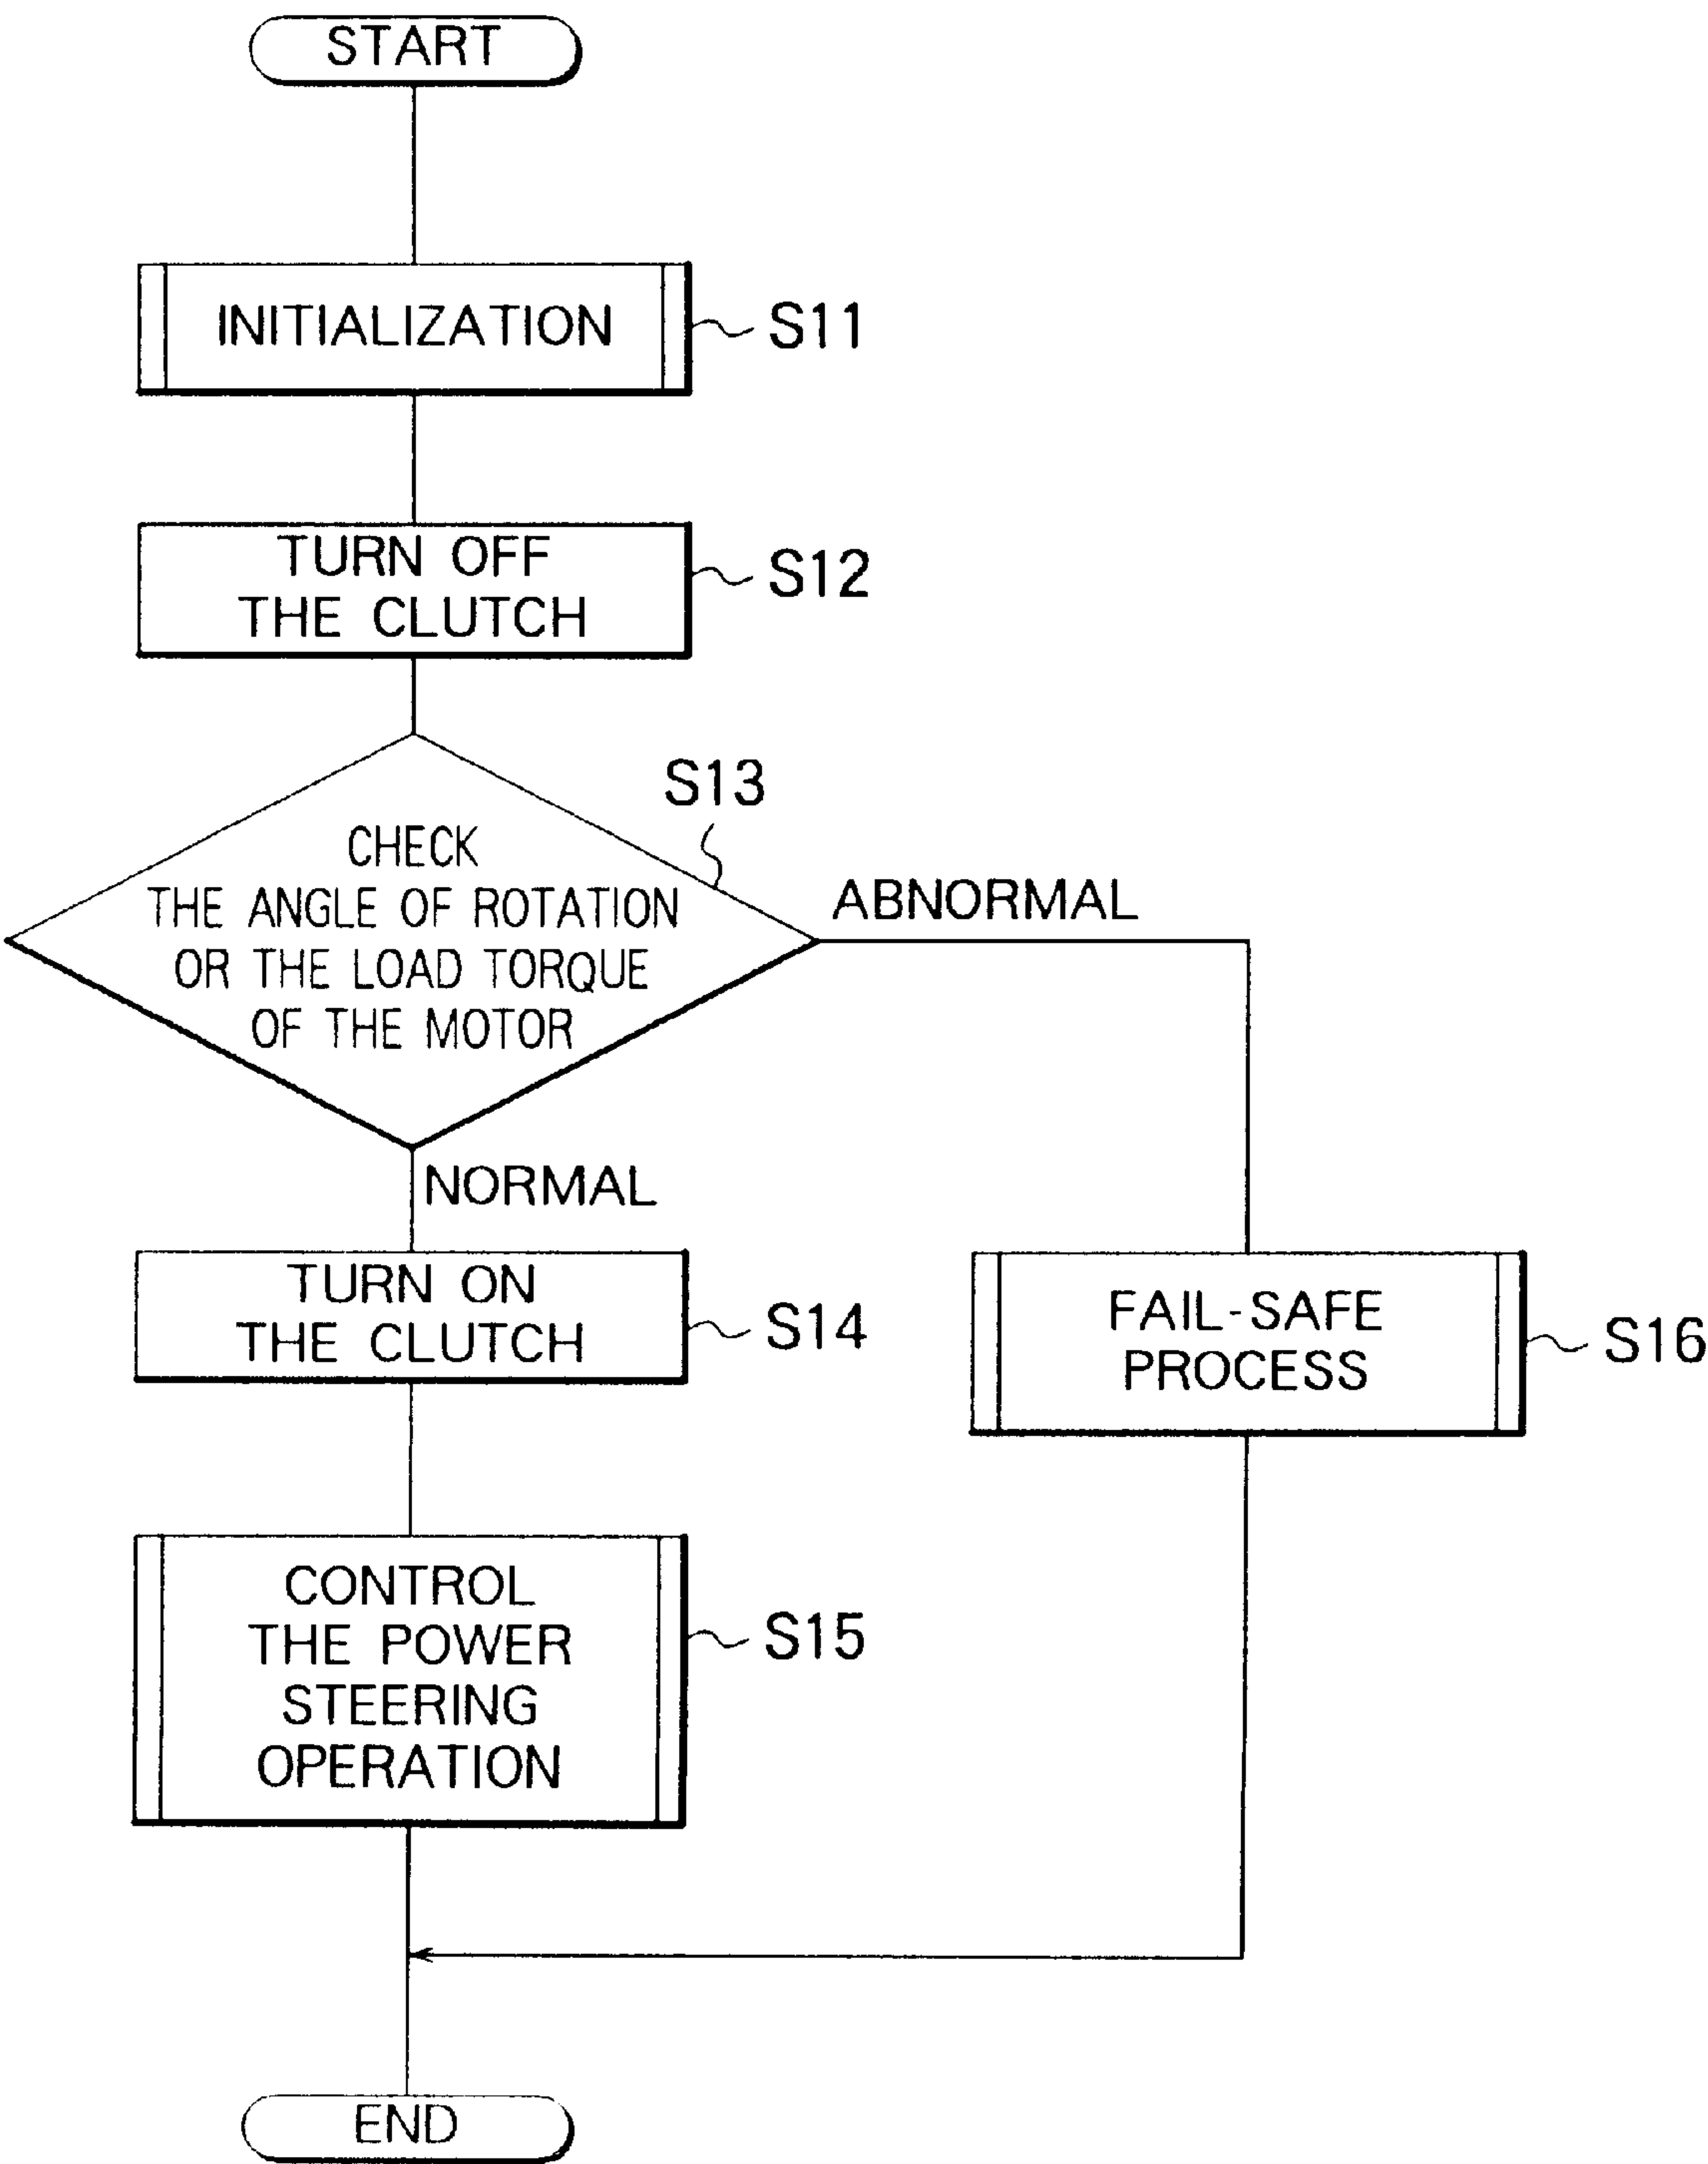 START
INITIALIZATION
S11
TURN OFF
THE CLUTCH
S12
S13
CHECK
THE ANGLE OF ROTATION
OR THE LOAD TORQUE
OF THE MOTOR
ABNORMAL
NORMAL
TURN ON
THE CLUTCH
S14
FAIL-SAFE
PROCESS
S16
CONTROL
THE POWER
STEERING
OPERATION
S15
END